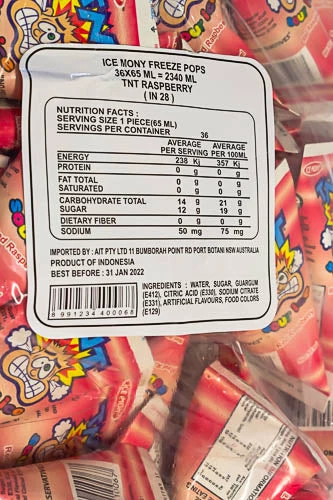 ICE MONY FREEZE POPS
36X65 ML = 2340 ML
TNT RASPBERRY
( IN 28 )
NUTRITION FACTS :
SERVING SIZE 1 PIECE(65 ML)
SERVINGS PER CONTAINER 36
AVERAGE AVERAGE
PER SERVING PER 100ML
ENERGY 238 Kj 357 Kj
PROTEIN 0 g 0 g
FAT TOTAL 0 g 0 g
SATURATED 0 g 0 g
CARBOHYDRATE TOTAL 14 g 21 g
SUGAR 12 g 19 g
DIETARY FIBER 0 g 0 g
SODIUM 50 mg 75 mg
IMPORTED BY : AIT PTY LTD 11 BUMBORAH POINT RD PORT BOTANI NSW AUSTRALIA
PRODUCT OF INDONESIA
BEST BEFORE : 31 JAN 2022
INGREDIENTS : WATER, SUGAR, GUARGUM
(E412), CITRIC ACID (E330), SODIUM CITRATE
(E331), ARTIFICIAL FLAVOURS, FOOD COLORS
(E129)
8 991234 400068